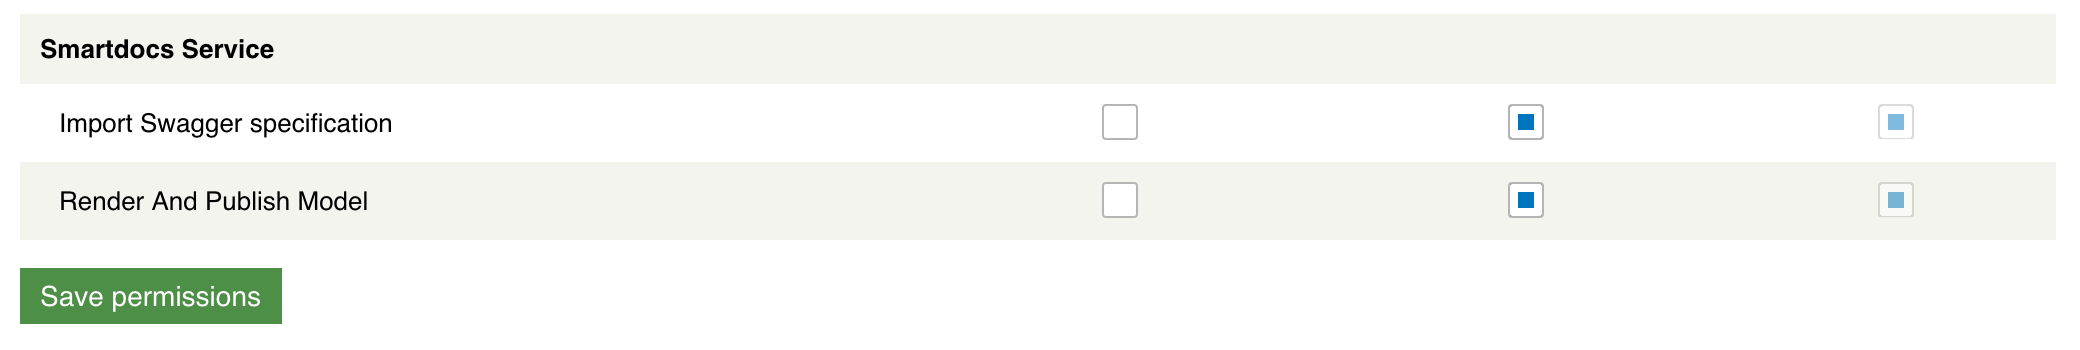 Smartdocs Service
Import Swagger specification
Render And Publish Model
Save permissions